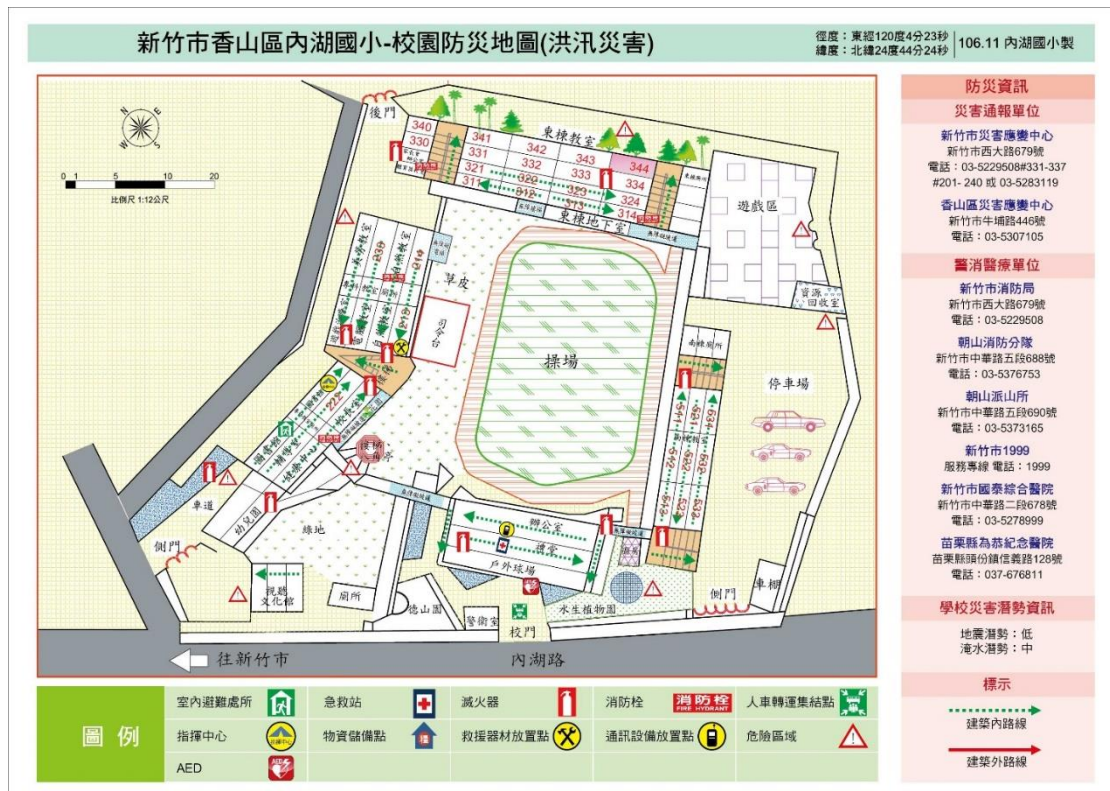 新竹市香山區內湖國小-校園防災地圖(洪汛災害)
徑度：東經120度4分23秒
緯度：北緯24度44分24秒
106.11 內湖國小製
N
E
W
S
0 1 5 10 20
比例尺 1:12公尺
後門
340
330
341
331
321
311
342
332
320
312
東棟教室
343
333
323
313
344
334
324
314
東棟地下室
遊戲區
資源
回收室
草皮
司令台
操場
南棟廁所
停車場
車道
側門
幼兒園
綠地
視聽
文化館
廁所
德山園
警衛室
校門
辦公室
禮堂
戶外球場
水生植物園
側門
車棚
健康中心
往新竹市
內湖路
防災資訊
災害通報單位
新竹市災害應變中心
新竹市西大路679號
電話：03-5229508#331-337
#201- 240 或 03-5283119
香山區災害應變中心
新竹市牛埔路446號
電話：03-5307105
警消醫療單位
新竹市消防局
新竹市西大路679號
電話：03-5229508
朝山消防分隊
新竹市中華路五段688號
電話：03-5376753
朝山派山所
新竹市中華路五段690號
電話：03-5373165
新竹市1999
服務專線 電話：1999
新竹市國泰綜合醫院
新竹市中華路二段678號
電話：03-5278999
苗栗縣為恭紀念醫院
苗栗縣頭份鎮信義路128號
電話：037-676811
學校災害潛勢資訊
地震潛勢：低
淹水潛勢：中
標示
建築內路線
建築外路線
圖例
室內避難處所
急救站
滅火器
消防栓
消防栓
FIRE HYDRANT
人車轉運集結點
指揮中心
指揮中心
物資儲備點
救援器材放置點
通訊設備放置點
危險區域
AED
AED